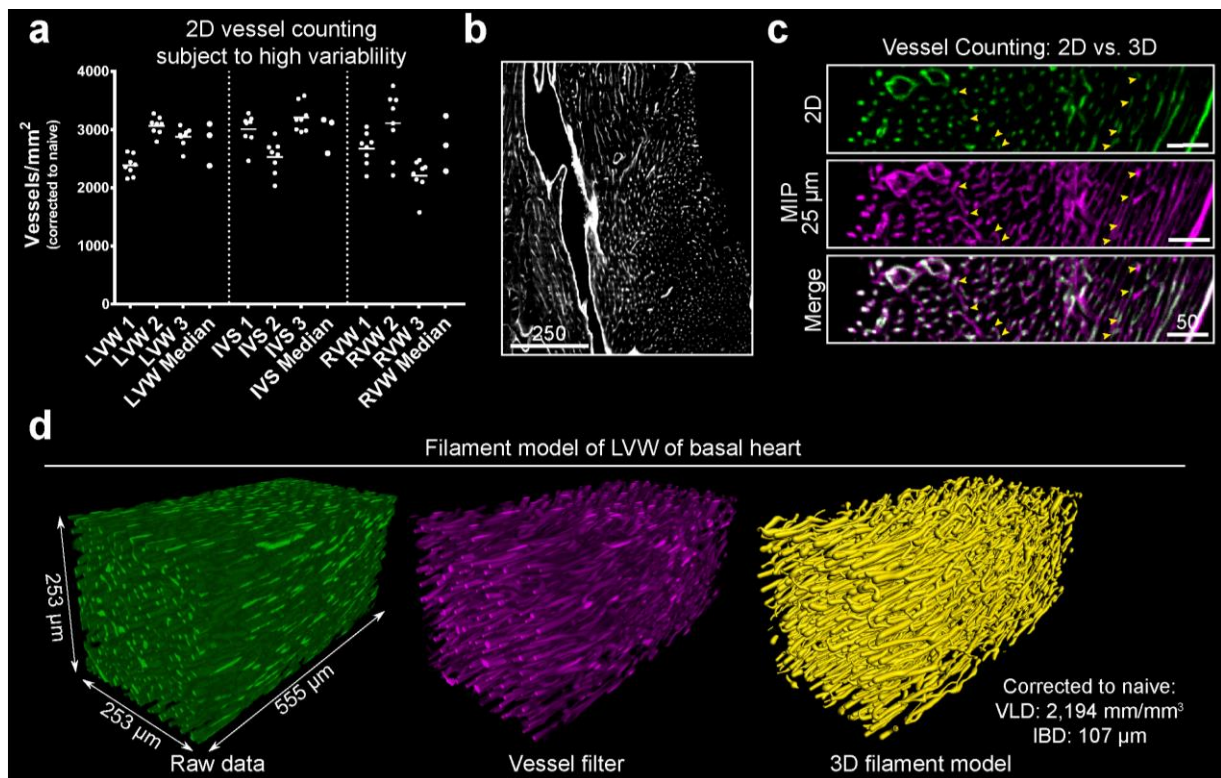 a
2D vessel counting
subject to high variablility
Vessels/mm²
(corrected to naive)
4000
3000
2000
1000
0
LVW 1
LVW 2
LVW 3
LVW Median
IVS 1
IVS 2
IVS 3
IVS Median
RVW 1
RVW 2
RVW 3
RVW Median
b
250
c
Vessel Counting: 2D vs. 3D
2D
MIP
25 µm
Merge
50
d
Filament model of LVW of basal heart
253 µm
253 µm
555 µm
Raw data
Vessel filter
3D filament model
Corrected to naive:
VLD: 2,194 mm/mm³
IBD: 107 µm